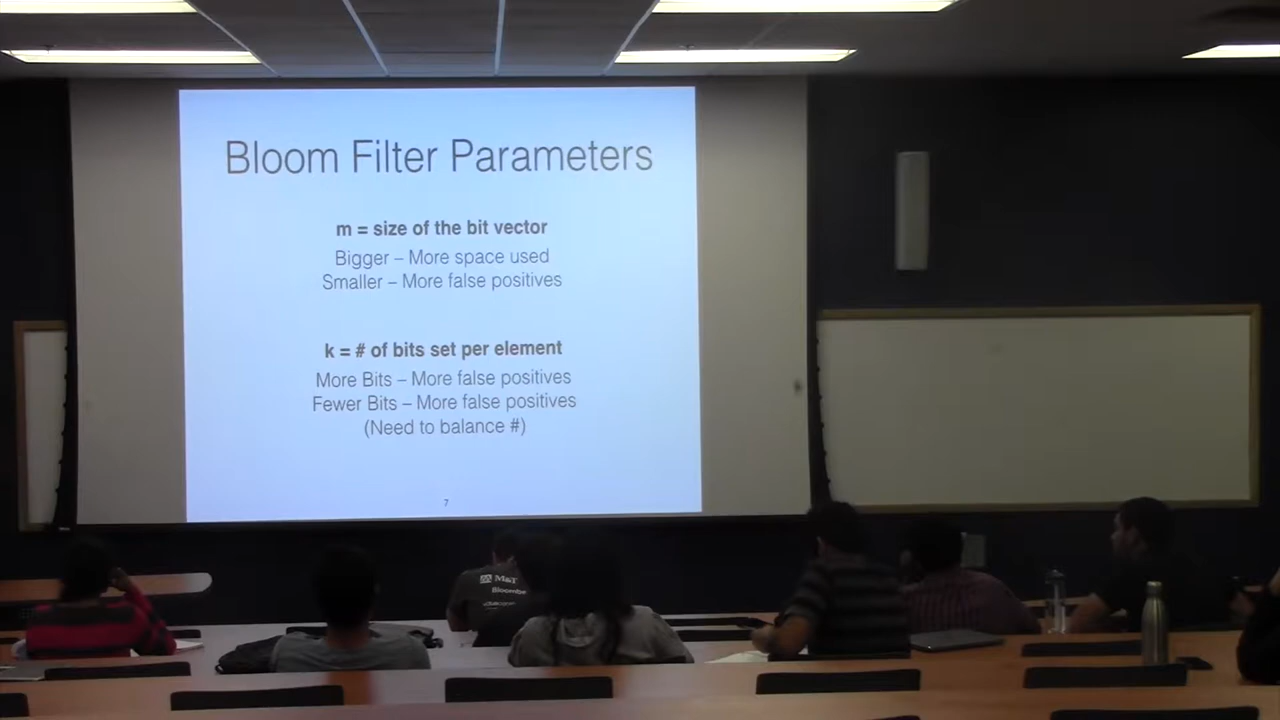 Bloom Filter Parameters
m = size of the bit vector
Bigger – More space used
Smaller – More false positives
k = # of bits set per element
More Bits – More false positives
Fewer Bits – More false positives
(Need to balance #)
7
M&T